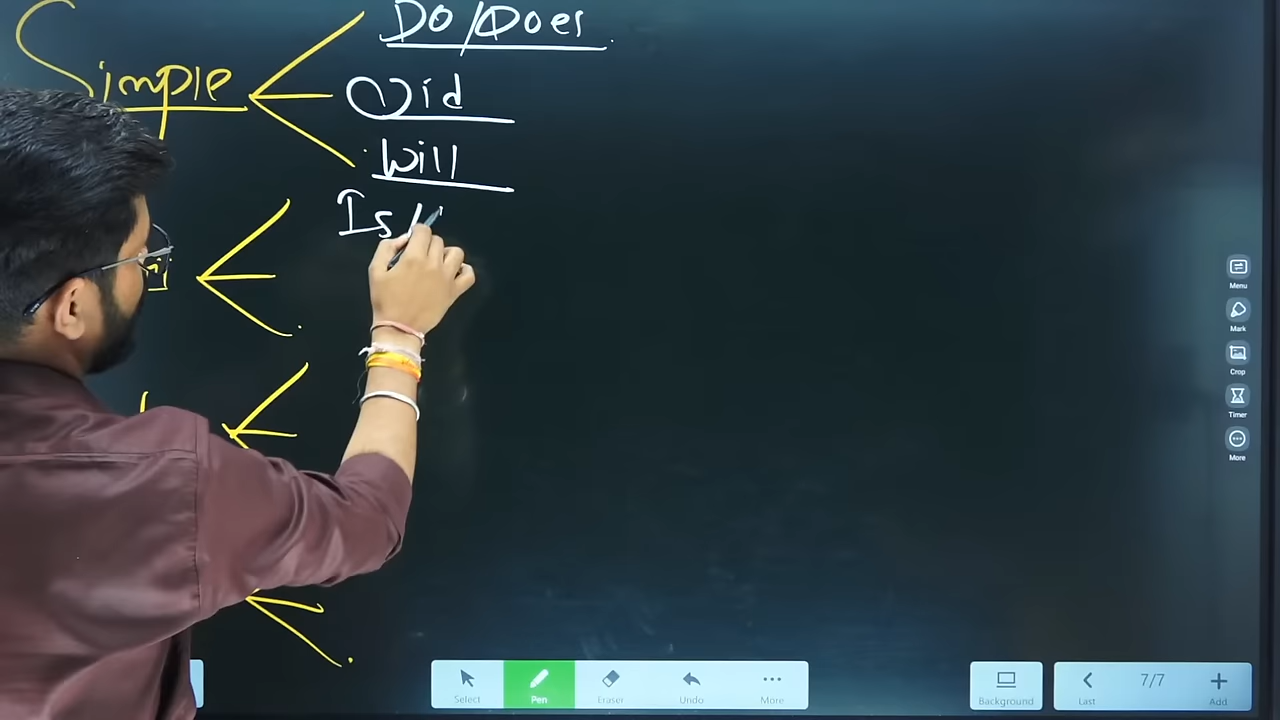 Simple
Do/Does
Did
Will
Is
Menu
Mark
Crop
Timer
More
Select
Pen
Eraser
Undo
More
Background
Last
7/7
Add